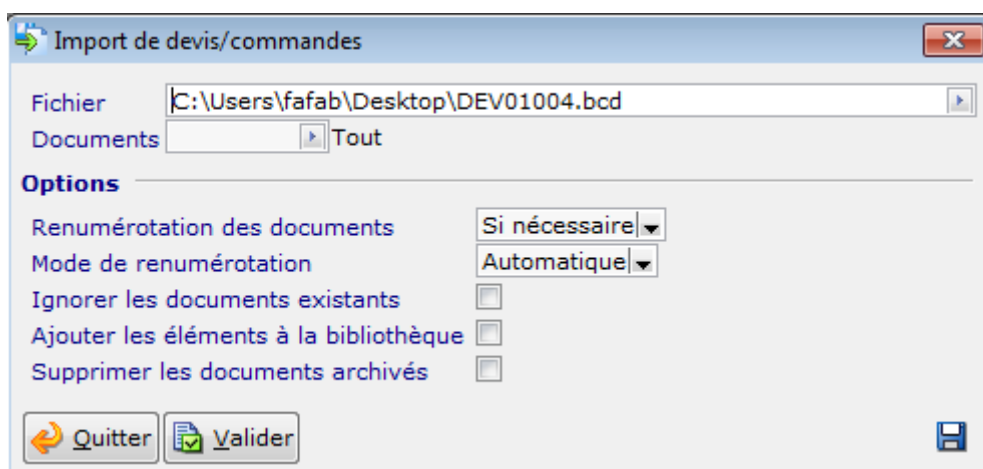 Import de devis/commandes
Fichier C:\Users\fafab\Desktop\DEV01004.bcd
Documents Tout
Options
Renumérotation des documents Si nécessaire
Mode de renumérotation Automatique
Ignorer les documents existants
Ajouter les éléments à la bibliothèque
Supprimer les documents archivés
Quitter Valider